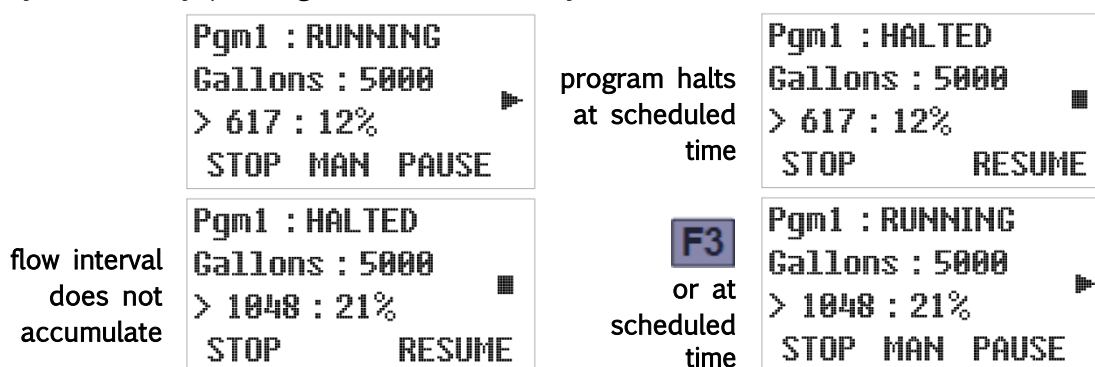 Pgm1 : RUNNING
Gallons : 5000
> 617 : 12%
STOP MAN PAUSE
program halts
at scheduled
time
Pgm1 : HALTED
Gallons : 5000
> 617 : 12%
STOP RESUME
flow interval
does not
accumulate
Pgm1 : HALTED
Gallons : 5000
> 1048 : 21%
STOP RESUME
F3
or at
scheduled
time
Pgm1 : RUNNING
Gallons : 5000
> 1048 : 21%
STOP MAN PAUSE